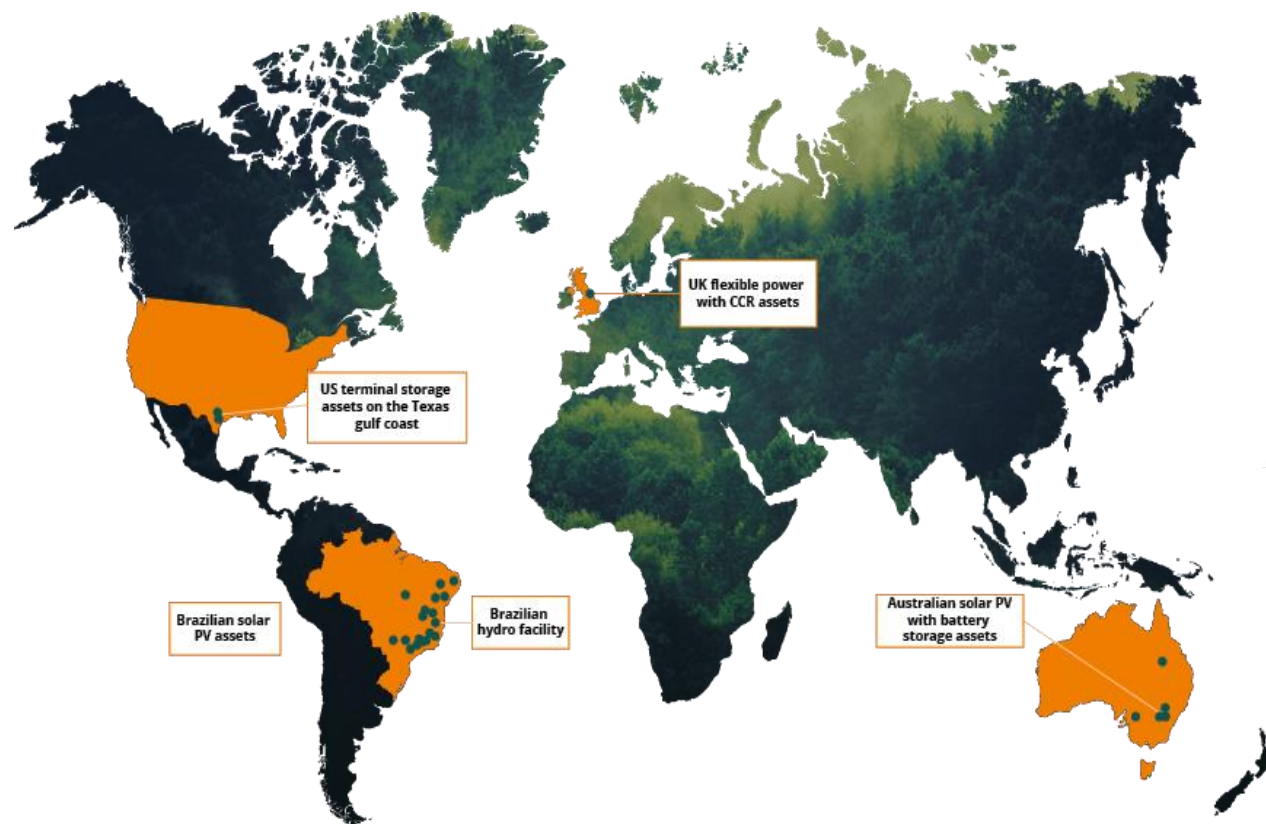 UK flexible power
with CCR assets
US terminal storage
assets on the Texas
gulf coast
Brazilian solar
PV assets
Brazilian
hydro facility
Australian solar PV
with battery
storage assets